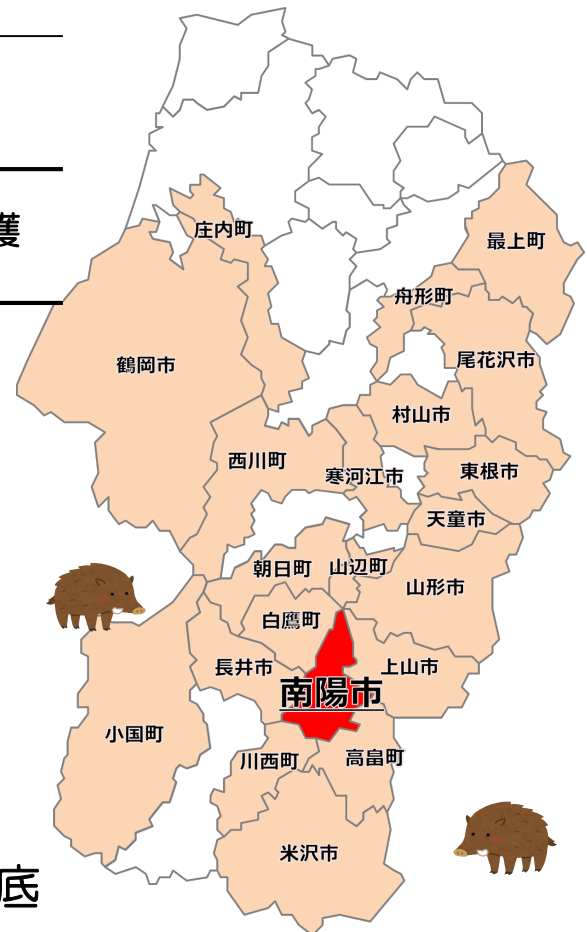 獲
庄内町
最上町
舟形町
鶴岡市
尾花沢市
村山市
西川町
寒河江市
東根市
天童市
朝日町
山辺町
山形市
白鷹町
長井市
上山市
南陽市
小国町
川西町
高畠町
米沢市
底